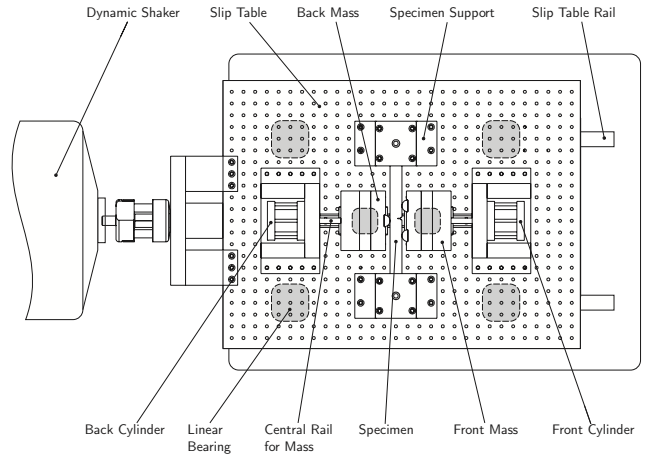 Dynamic Shaker
Slip Table
Back Mass
Specimen Support
Slip Table Rail
Back Cylinder
Linear
Bearing
Central Rail
for Mass
Specimen
Front Mass
Front Cylinder